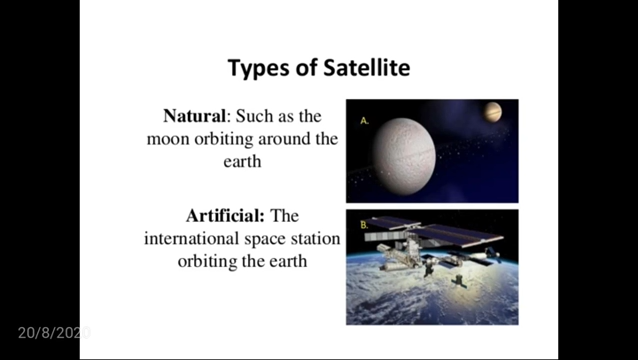 Types of Satellite
Natural: Such as the
moon orbiting around the
earth
A.
Artificial: The
international space station
orbiting the earth
B.
20/8/2020